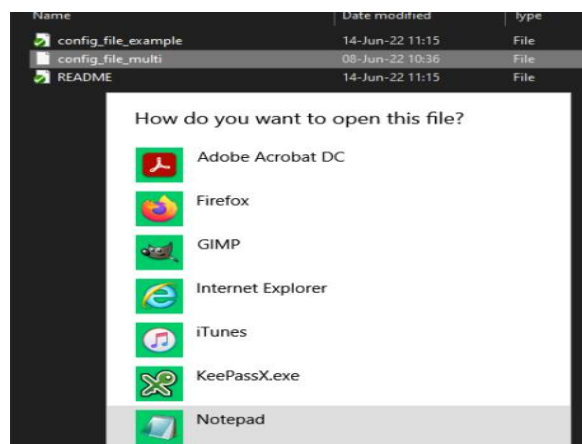 Name Date modified Type
config_file_example 14-Jun-22 11:15 File
config_file_multi 08-Jun-22 10:36 File
README 14-Jun-22 11:15 File
How do you want to open this file?
Adobe Acrobat DC
Firefox
GIMP
Internet Explorer
iTunes
KeePassX.exe
Notepad